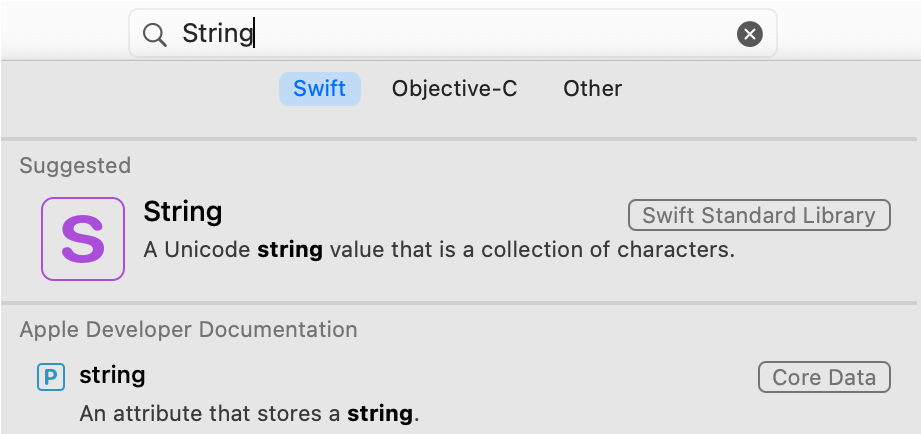 String
Swift Objective-C Other
Suggested
S
String
Swift Standard Library
A Unicode string value that is a collection of characters.
Apple Developer Documentation
P string
Core Data
An attribute that stores a string.